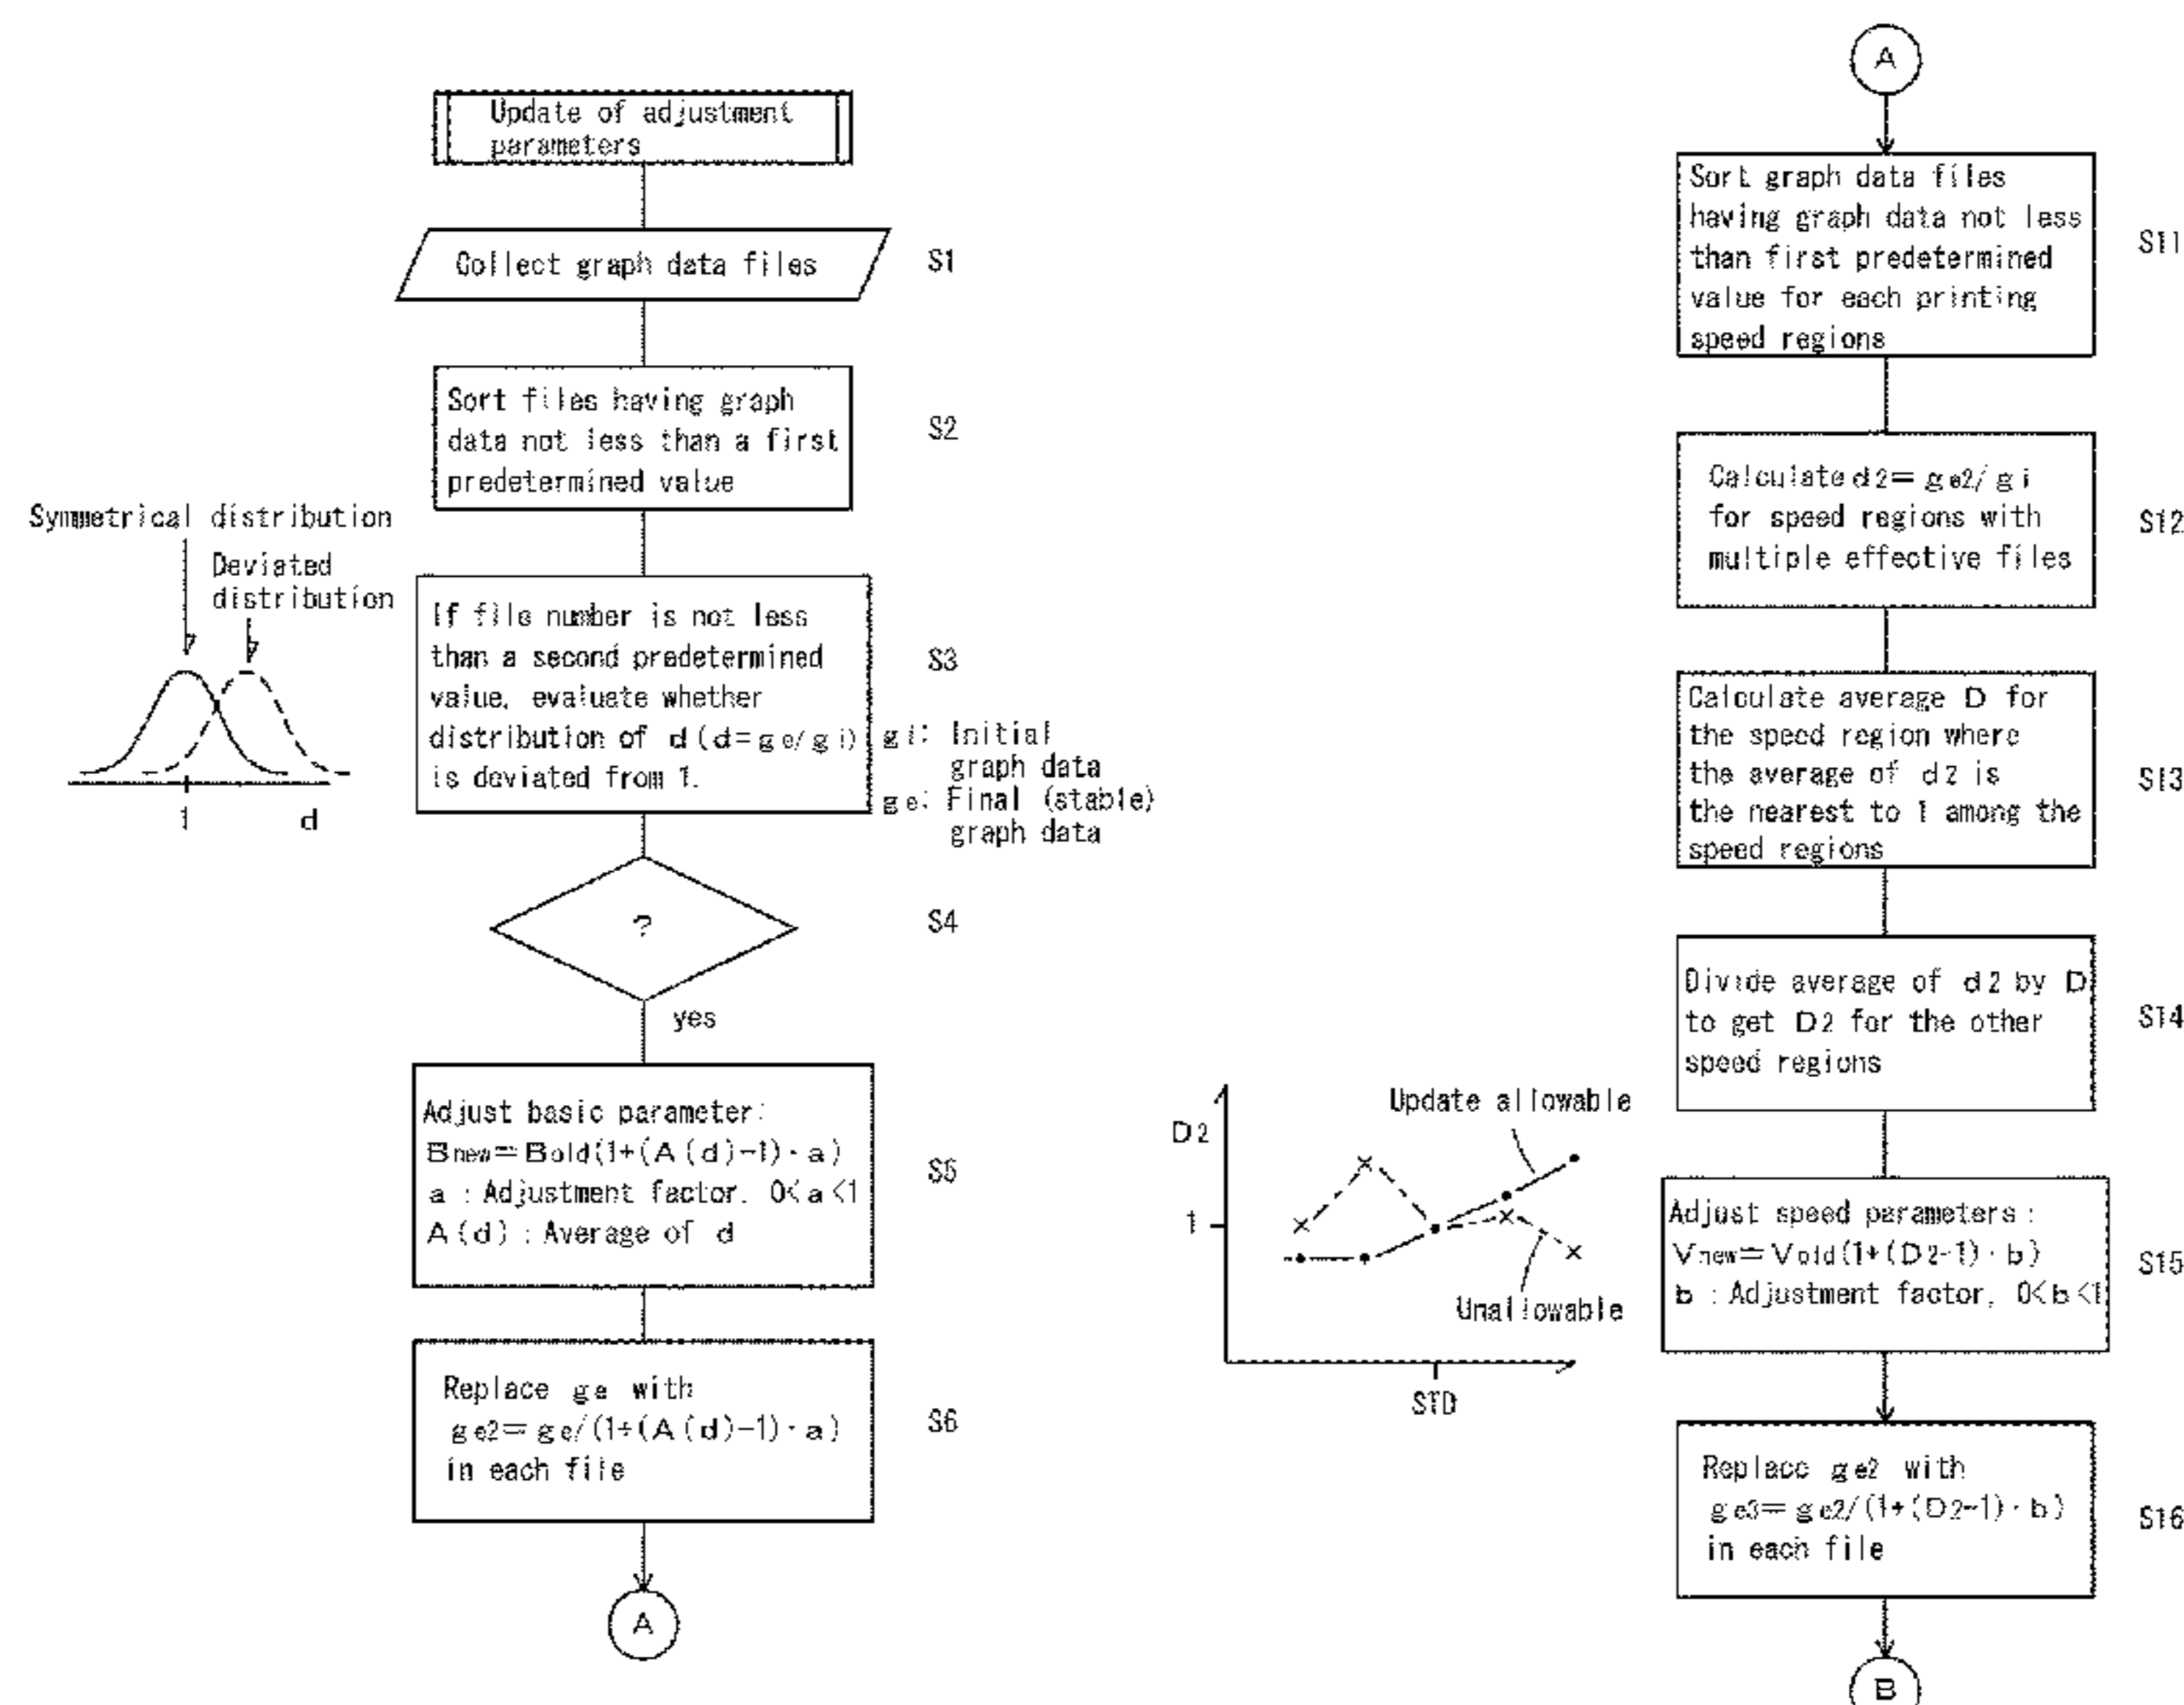 Update of adjustment
parameters
Collect graph data files
S1
Sort files having graph
data not less than a first
predetermined value
S2
Symmetrical distribution
Deviated
distribution
1
d
If file number is not less
than a second predetermined
value, evaluate whether
distribution of d(d=ge/gi)
is deviated from 1.
S3
gi: Initial
graph data
ge: Final (stable)
graph data
?
S4
yes
Adjust basic parameter:
Bnew=Bold(1+(A(d)-1)·a)
a : Adjustment factor. 0<a<1
A(d) : Average of d
S5
Replace ge with
ge2=ge/(1+(A(d)-1)·a)
in each file
S6
A
A
Sort graph data files
having graph data not less
than first predetermined
value for each printing
speed regions
S11
Calculate d2=ge2/gi
for speed regions with
multiple effective files
S12
Calculate average D for
the speed region where
the average of d2 is
the nearest to 1 among the
speed regions
S13
Divide average of d2 by D
to get D2 for the other
speed regions
S14
D2
1
Update allowable
Unallowable
STD
Adjust speed parameters :
Vnew=Vold(1+(D2-1)·b)
b : Adjustment factor, 0<b<1
S15
Replace ge2 with
ge3=ge2/(1+(D2-1)·b)
in each file
S16
B